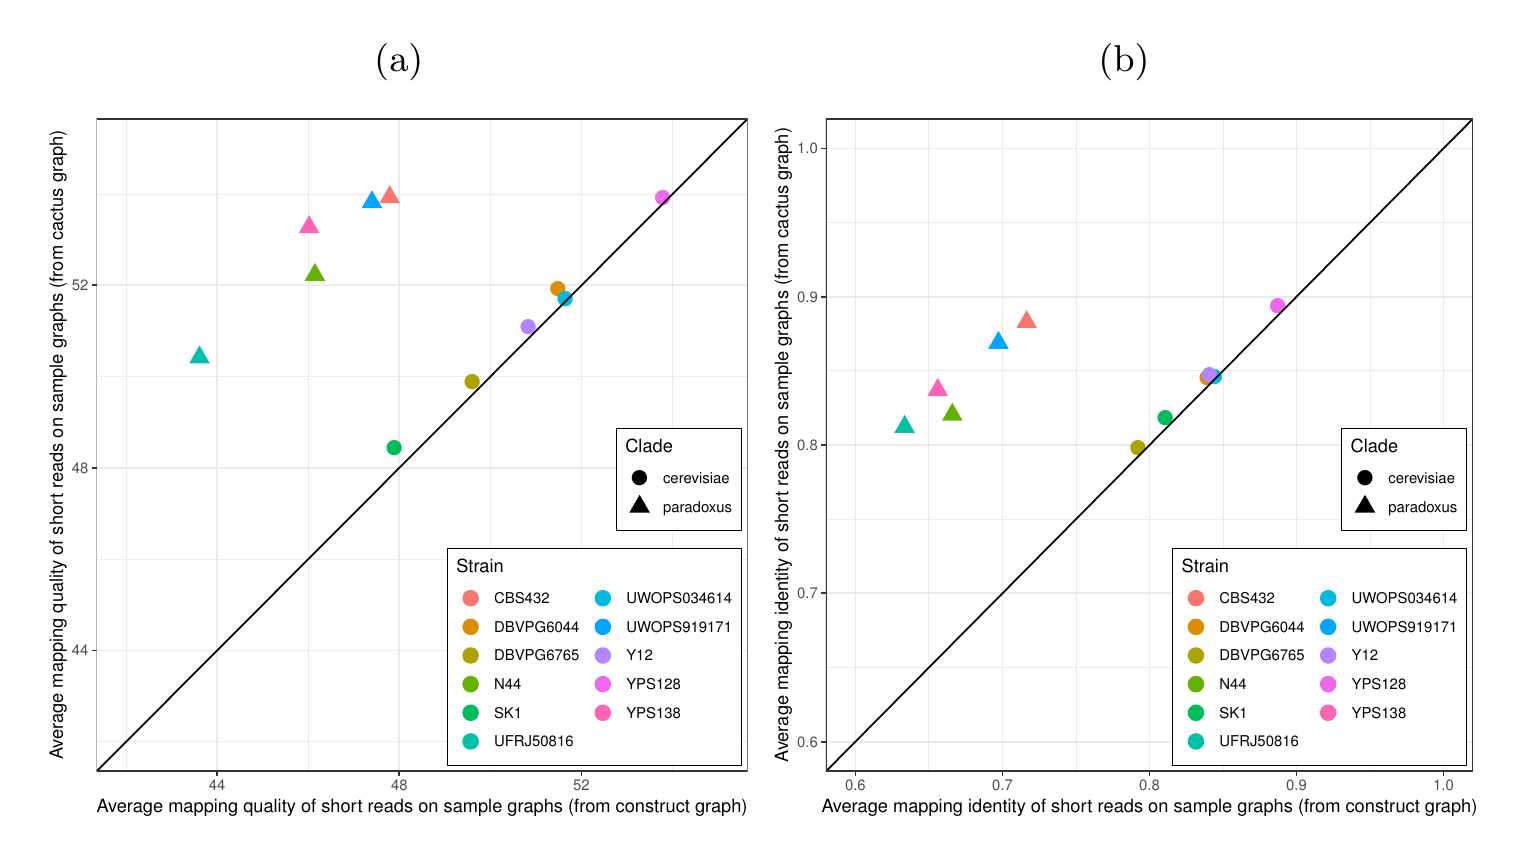 (a)
Average mapping quality of short reads on sample graphs (from cactus graph)
52
48
44
44
48
52
Average mapping quality of short reads on sample graphs (from construct graph)
Clade
cerevisiae
paradoxus
Strain
CBS432
DBVPG6044
DBVPG6765
N44
SK1
UFRJ50816
UWOPS034614
UWOPS919171
Y12
YPS128
YPS138
(b)
Average mapping identity of short reads on sample graphs (from cactus graph)
1.0
0.9
0.8
0.7
0.6
0.6
0.7
0.8
0.9
1.0
Average mapping identity of short reads on sample graphs (from construct graph)
Clade
cerevisiae
paradoxus
Strain
CBS432
DBVPG6044
DBVPG6765
N44
SK1
UFRJ50816
UWOPS034614
UWOPS919171
Y12
YPS128
YPS138